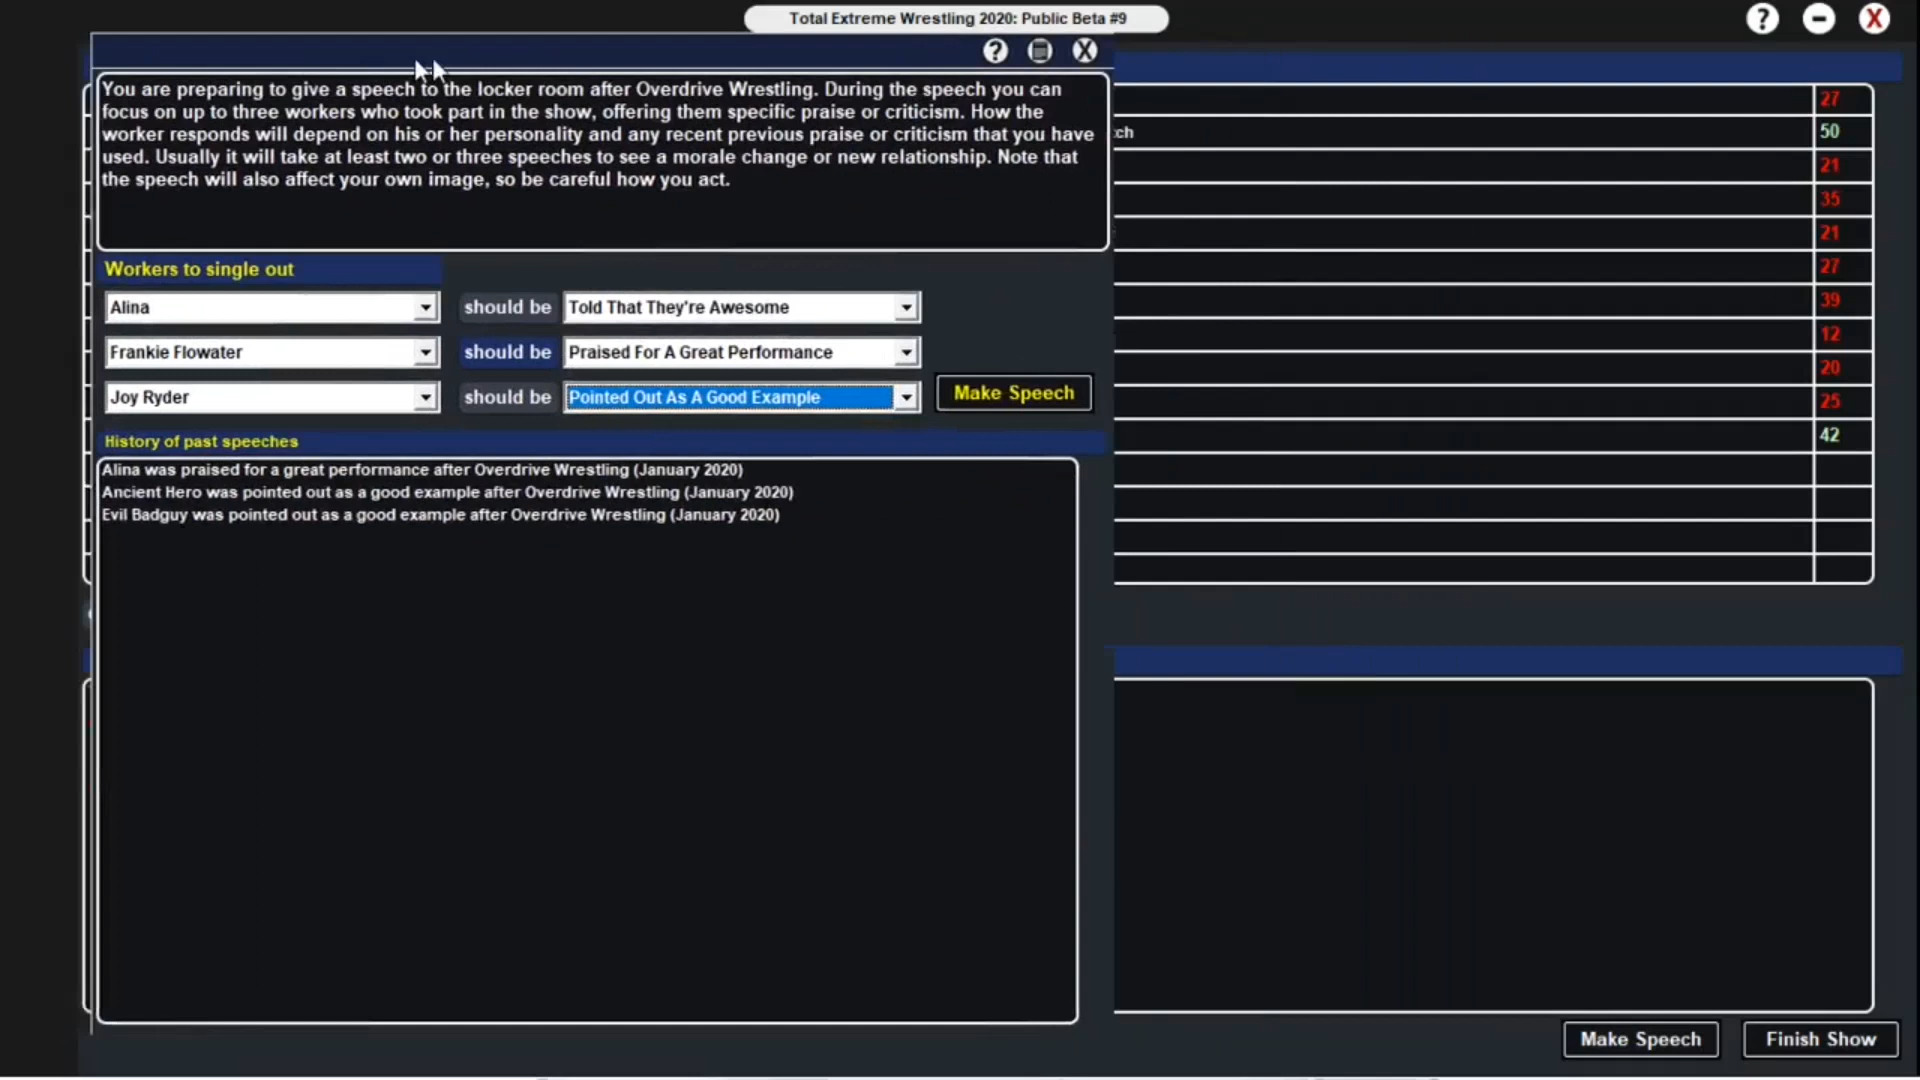 Total Extreme Wrestling 2020: Public Beta #9
You are preparing to give a speech to the locker room after Overdrive Wrestling. During the speech you can
focus on up to three workers who took part in the show, offering them specific praise or criticism. How the
worker responds will depend on his or her personality and any recent previous praise or criticism that you have
used. Usually it will take at least two or three speeches to see a morale change or new relationship. Note that
the speech will also affect your own image, so be careful how you act.
27
ch 50
21
35
21
27
39
12
20
25
42
Workers to single out
Alina should be Told That They're Awesome
Frankie Flowater should be Praised For A Great Performance
Joy Ryder should be Pointed Out As A Good Example Make Speech
History of past speeches
Alina was praised for a great performance after Overdrive Wrestling (January 2020)
Ancient Hero was pointed out as a good example after Overdrive Wrestling (January 2020)
Evil Badguy was pointed out as a good example after Overdrive Wrestling (January 2020)
Make Speech Finish Show